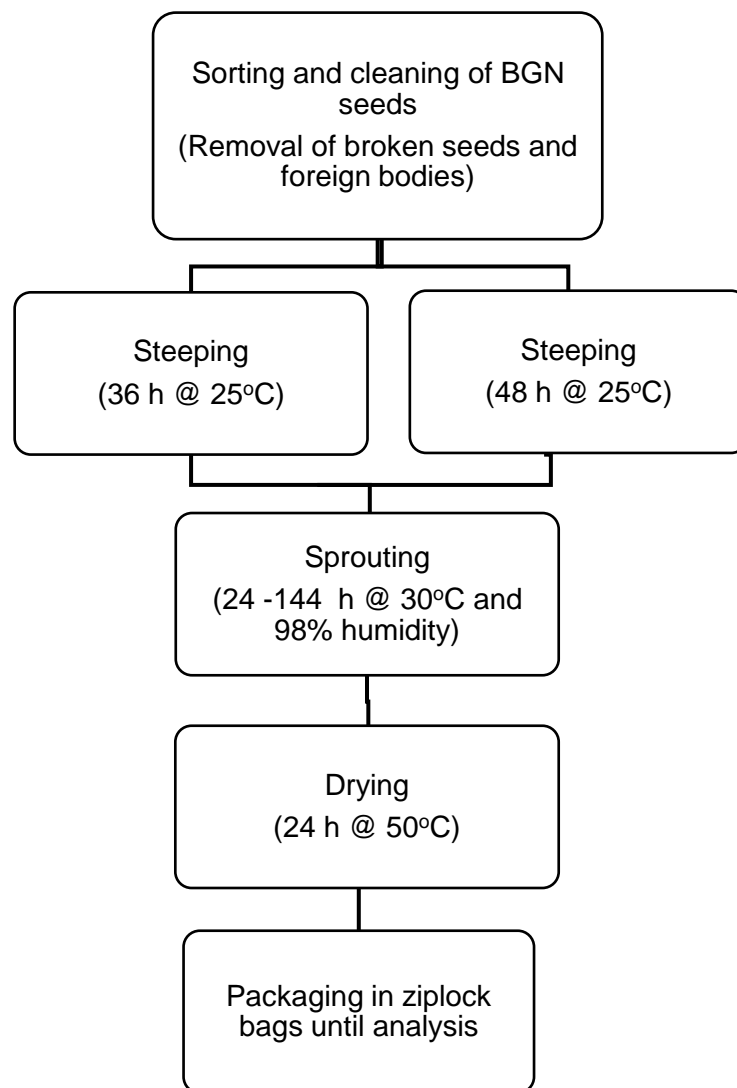 Sorting and cleaning of BGN
seeds
(Removal of broken seeds and
foreign bodies)
Steeping
(36 h @ 25°C)
Steeping
(48 h @ 25°C)
Sprouting
(24 -144  h @ 30°C and
98% humidity)
Drying
(24 h @ 50°C)
Packaging in ziplock
bags until analysis